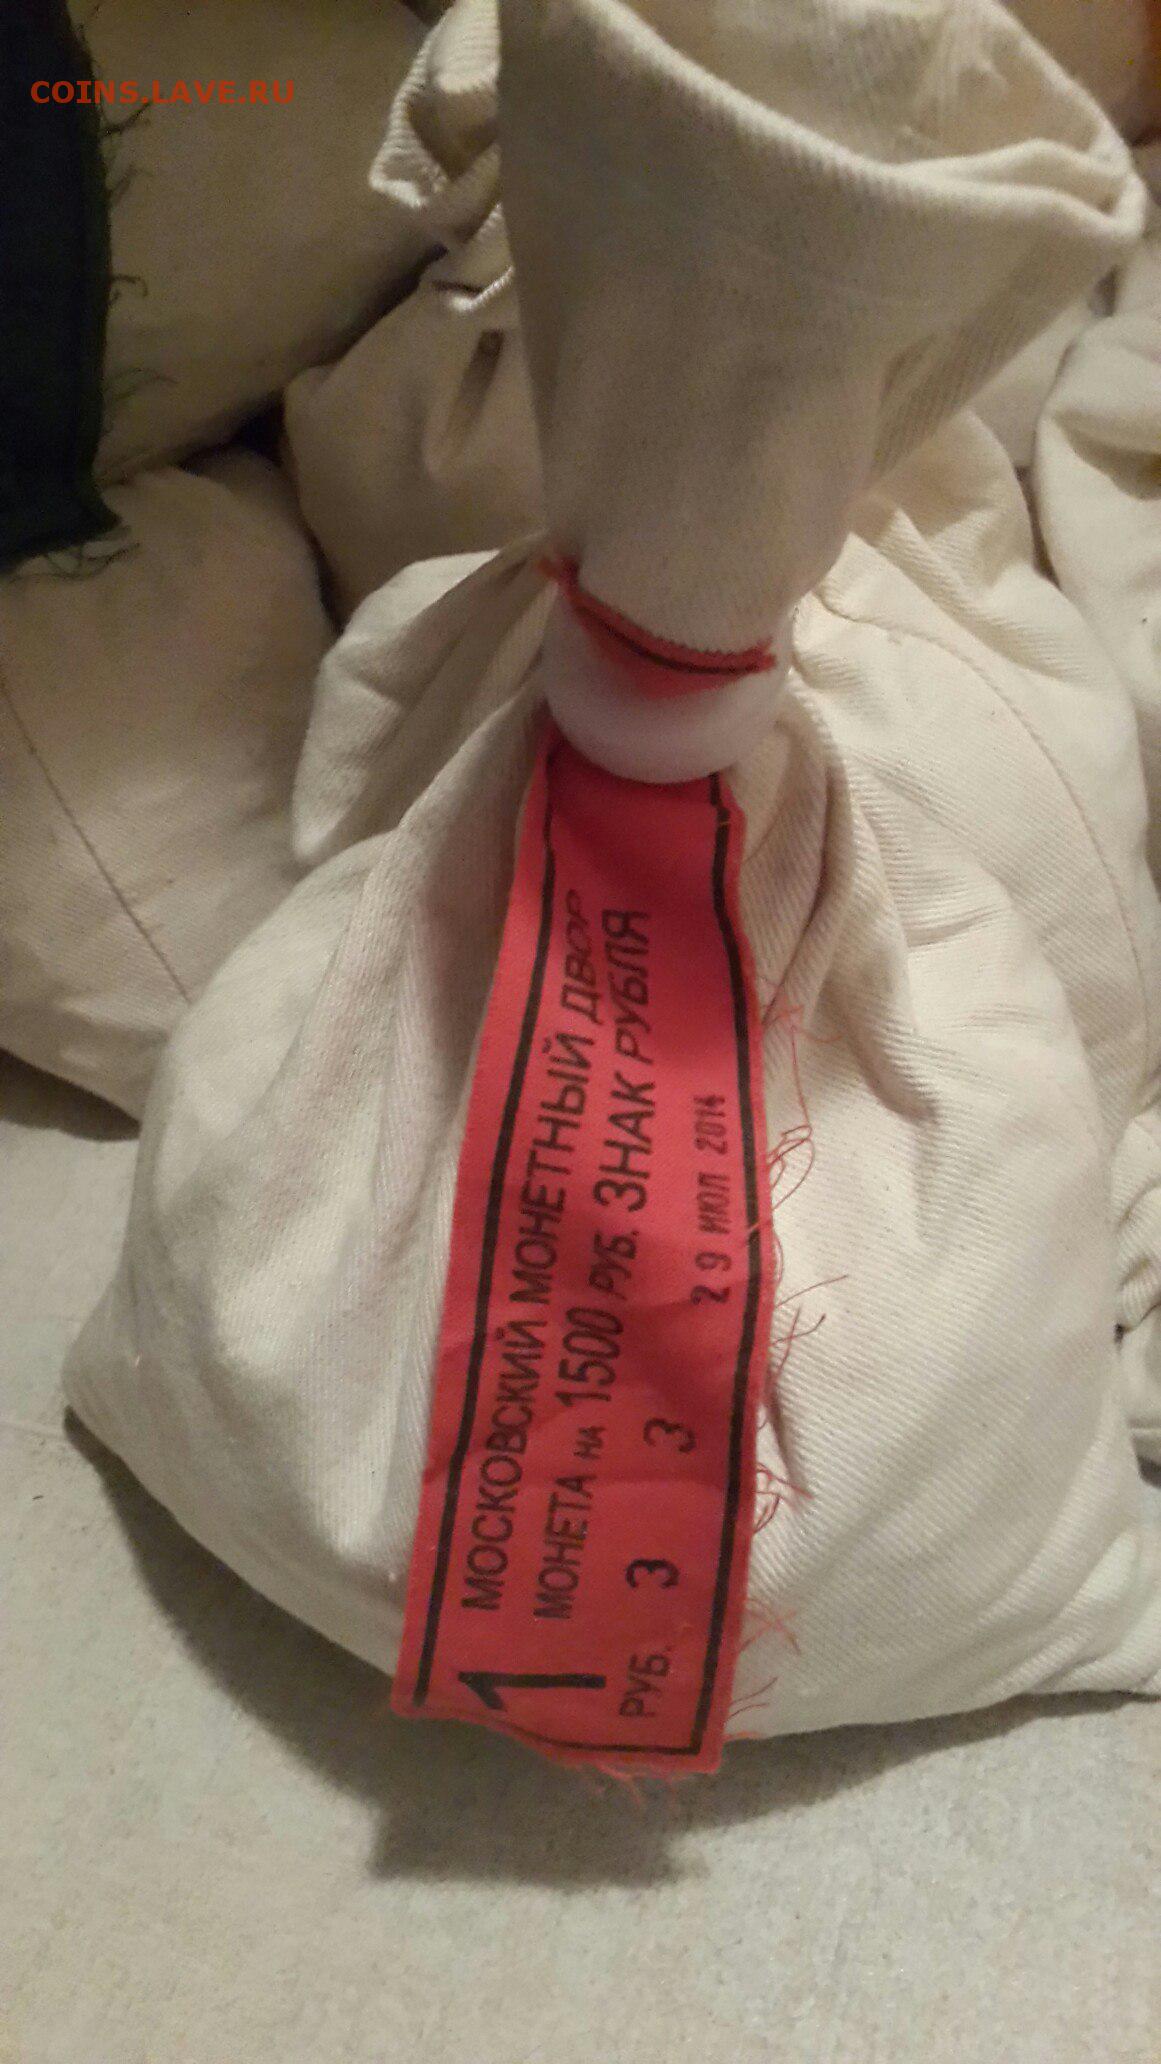 COINS.LAVE.RU
МОСКОВСКИЙ МОНЕТНЫЙ ДВОР
МОНЕТА НА 1500 РУБ. ЗНАК РУБЛЯ
1
РУБ. 3 3 29 ИЮЛ 2014